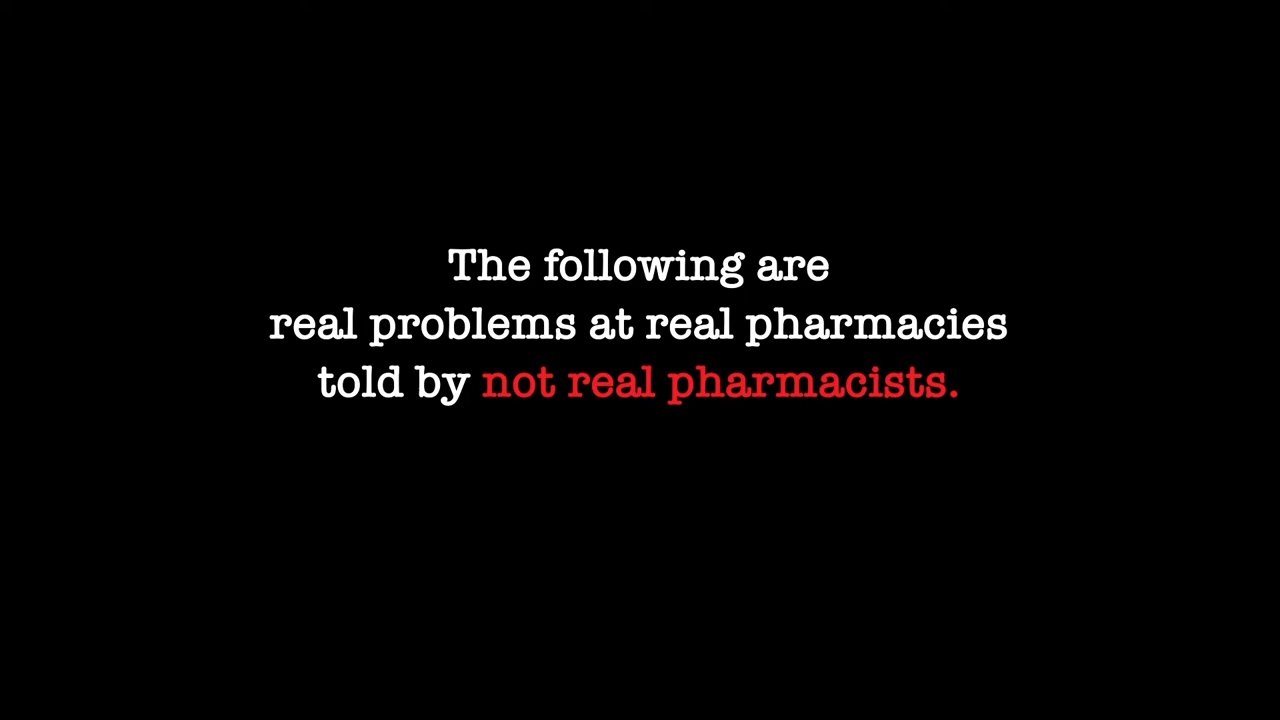 The following are
real problems at real pharmacies
told by not real pharmacists.